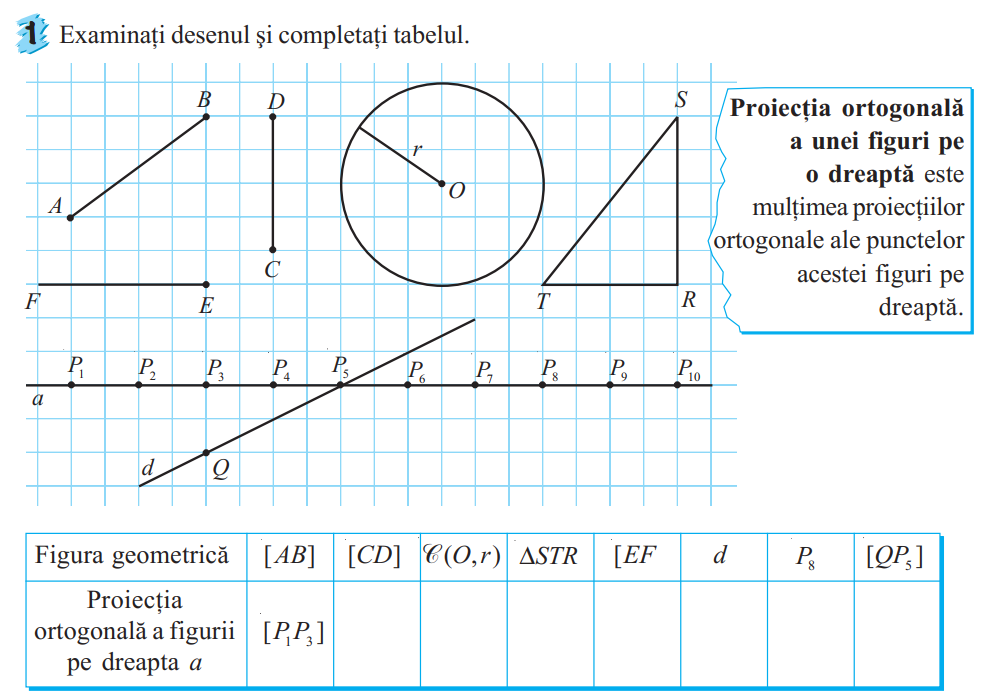 1 Examinați desenul și completați tabelul.
B
D
S
r
A
O
C
F
E
T
R
Proiecția ortogonală
a unei figuri pe
o dreaptă este
mulțimea proiecțiilor
ortogonale ale punctelor
acestei figuri pe
dreaptă.
P₁ P₂ P₃ P₄ P₅ P₆ P₇ P₈ P₉ P₁₀
a
d
Q
Figura geometrică [AB] [CD] 𝒞(O,r) ΔSTR [EF d P₈ [QP₅]
Proiecția
ortogonală a figurii [P₁P₃]
pe dreapta a